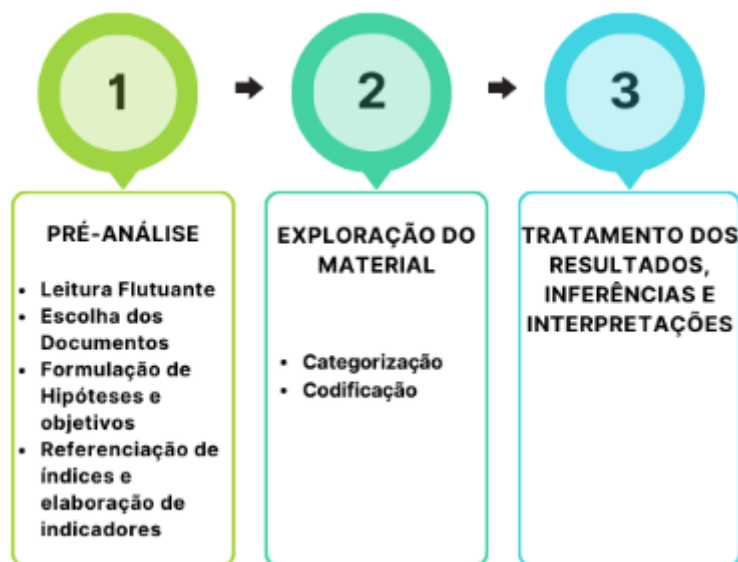 1
2
3
PRÉ-ANÁLISE
• Leitura Flutuante
• Escolha dos
Documentos
• Formulação de
Hipóteses e
objetivos
• Referenciação de
índices e
elaboração de
indicadores
EXPLORAÇÃO DO
MATERIAL
• Categorização
• Codificação
TRATAMENTO DOS
RESULTADOS,
INFERÊNCIAS E
INTERPRETAÇÕES